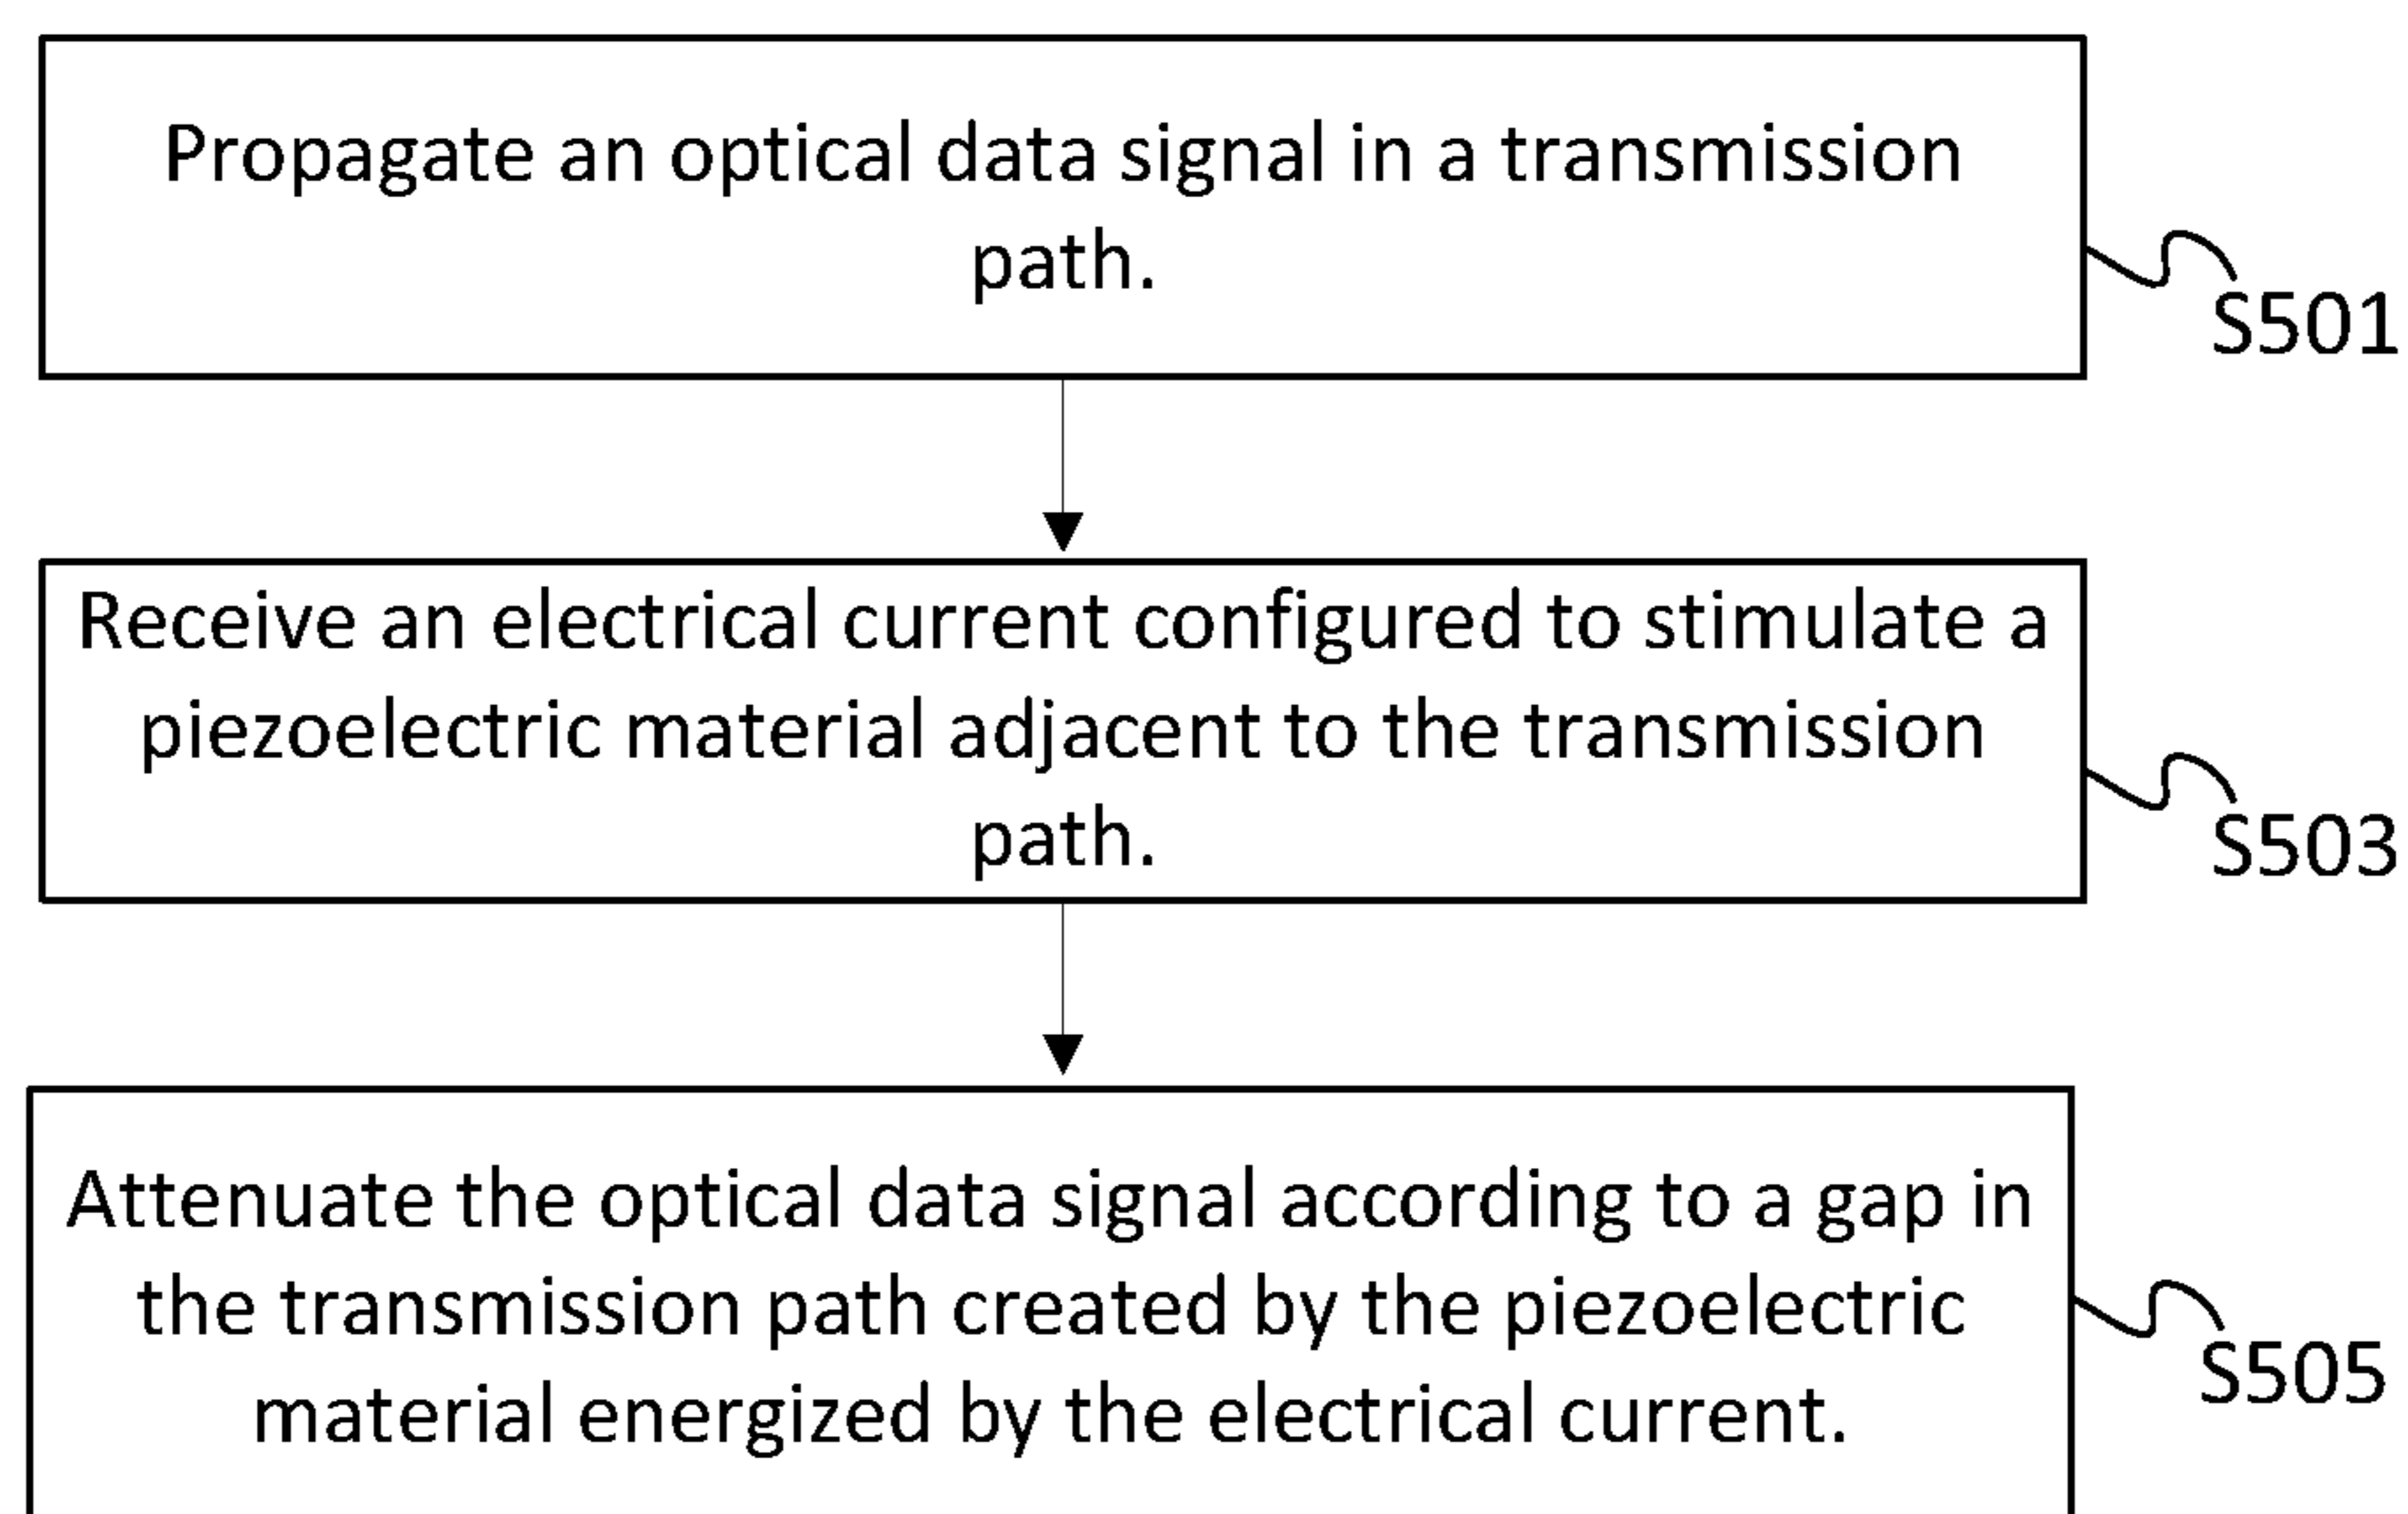 Propagate an optical data signal in a transmission
path.
S501
Receive an electrical current configured to stimulate a
piezoelectric material adjacent to the transmission
path.
S503
Attenuate the optical data signal according to a gap in
the transmission path created by the piezoelectric
material energized by the electrical current.
S505